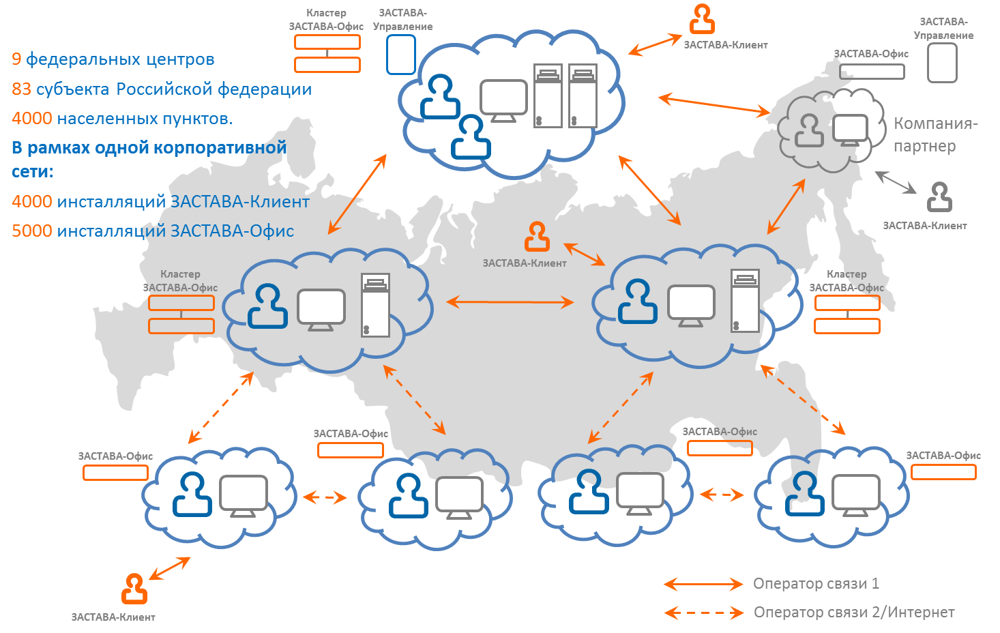 Кластер
ЗАСТАВА-Офис
ЗАСТАВА-
Управление
ЗАСТАВА-Клиент
ЗАСТАВА-
Управление
ЗАСТАВА-Офис
9 федеральных центров
83 субъекта Российской федерации
4000 населенных пунктов.
В рамках одной корпоративной
сети:
4000 инсталляций ЗАСТАВА-Клиент
5000 инсталляций ЗАСТАВА-Офис
Компания-
партнер
ЗАСТАВА-Клиент
ЗАСТАВА-Клиент
Кластер
ЗАСТАВА-Офис
Кластер
ЗАСТАВА-Офис
ЗАСТАВА-Офис
ЗАСТАВА-Офис
ЗАСТАВА-Офис
ЗАСТАВА-Офис
ЗАСТАВА-Клиент
Оператор связи 1
Оператор связи 2/Интернет